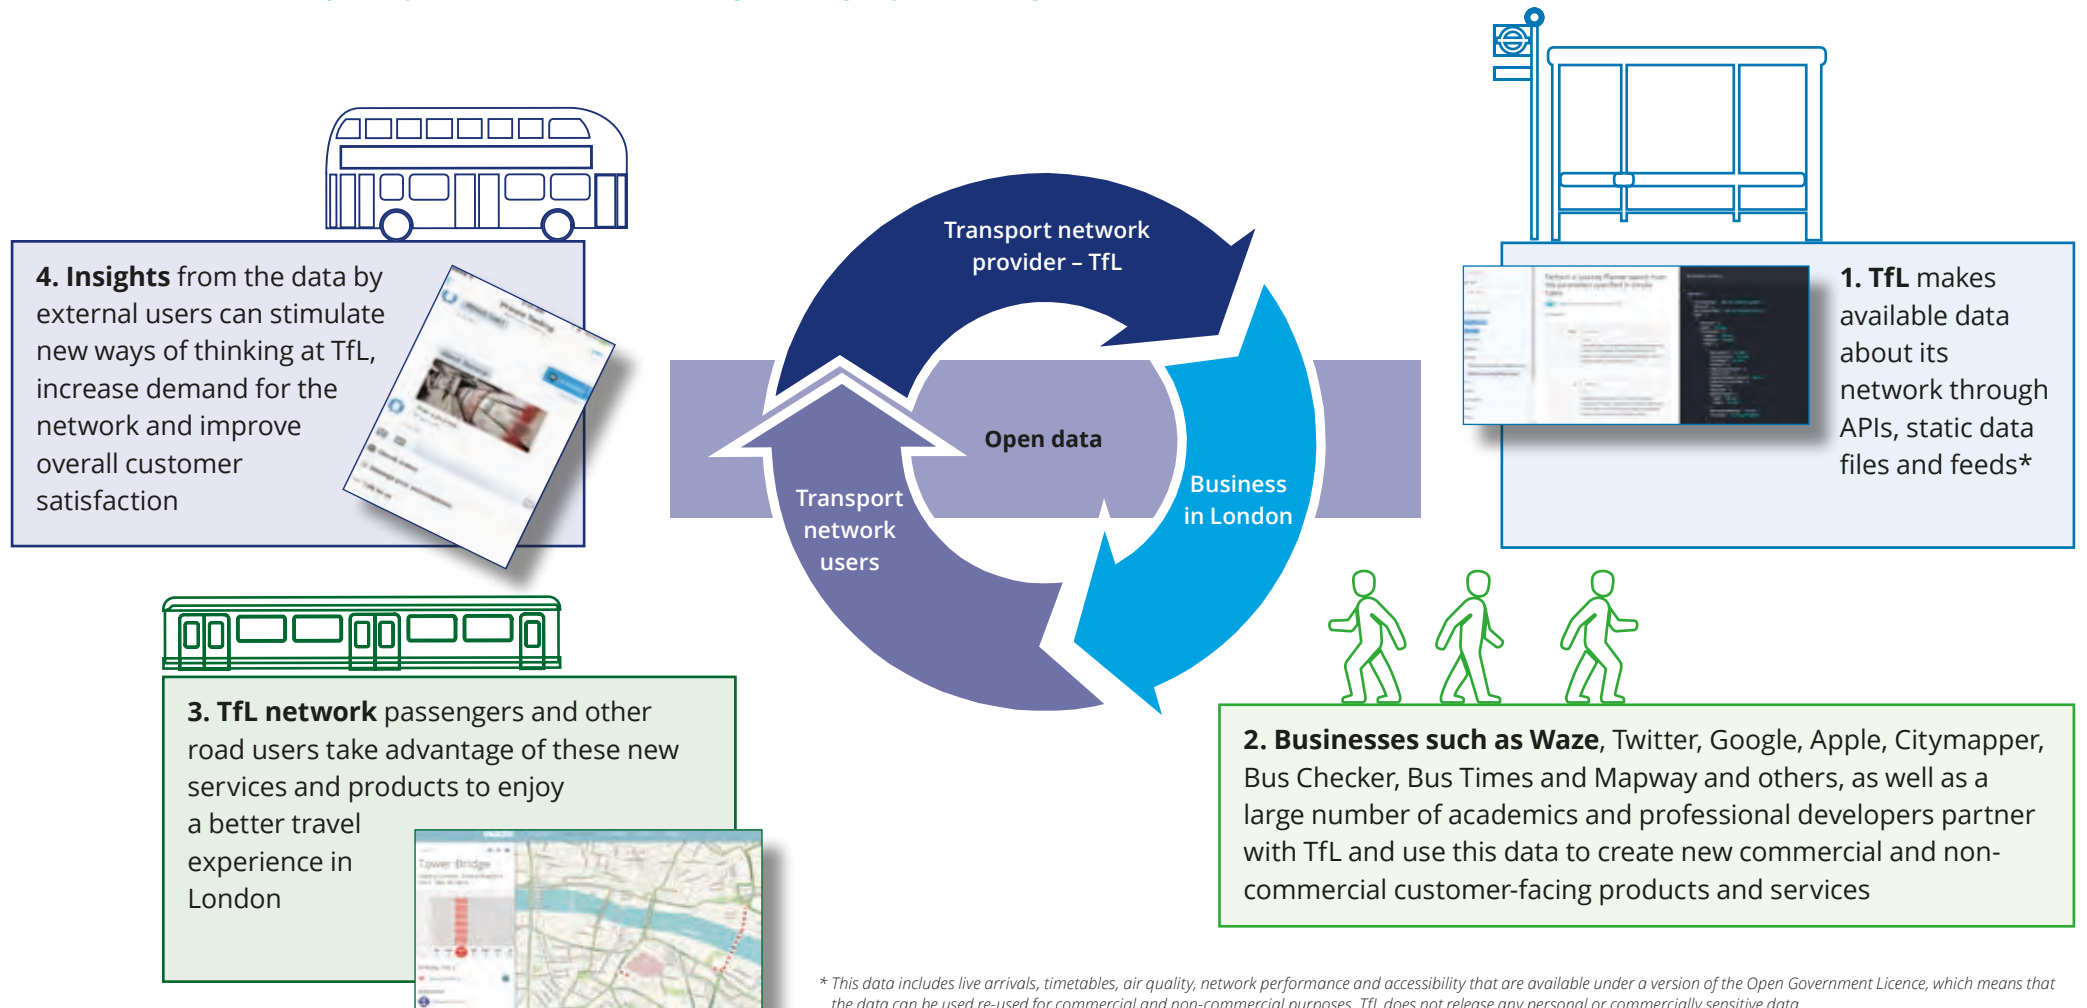 4. Insights from the data by
external users can stimulate
new ways of thinking at TfL,
increase demand for the
network and improve
overall customer
satisfaction
Transport network
provider – TfL
Open data
Business
in London
Transport
network
users
1. TfL makes
available data
about its
network through
APIs, static data
files and feeds*
3. TfL network passengers and other
road users take advantage of these new
services and products to enjoy
a better travel
experience in
London
Tower Bridge
2. Businesses such as Waze, Twitter, Google, Apple, Citymapper,
Bus Checker, Bus Times and Mapway and others, as well as a
large number of academics and professional developers partner
with TfL and use this data to create new commercial and non-
commercial customer-facing products and services
* This data includes live arrivals, timetables, air quality, network performance and accessibility that are available under a version of the Open Government Licence, which means that
the data can be used re-used for commercial and non-commercial purposes. TfL does not release any personal or commercially sensitive data